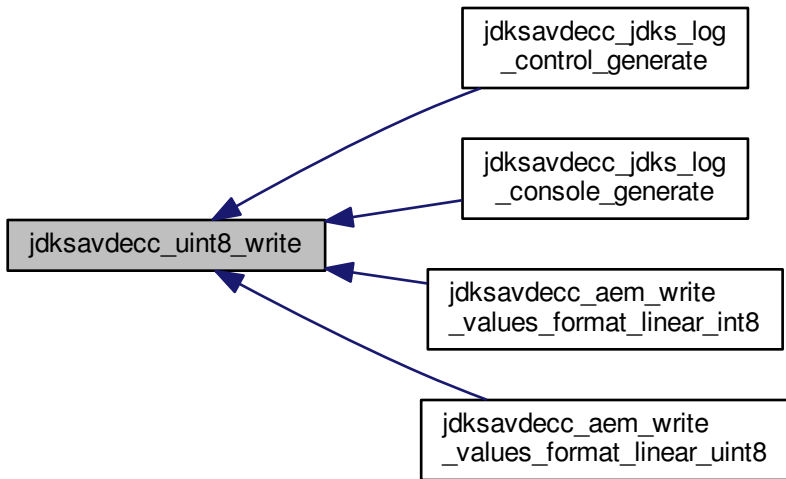 jdksavdecc_jdks_log
_control_generate
jdksavdecc_jdks_log
_console_generate
jdksavdecc_uint8_write
jdksavdecc_aem_write
_values_format_linear_int8
jdksavdecc_aem_write
_values_format_linear_uint8